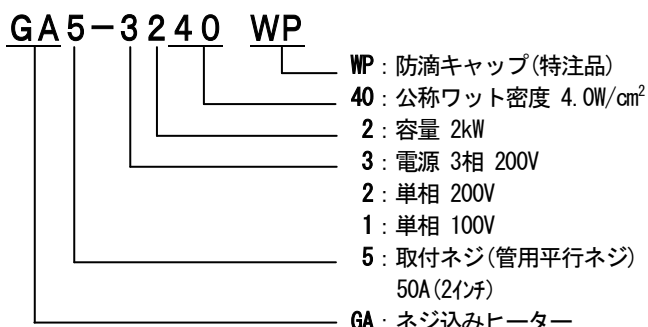 GA5-3240 WP
WP：防滴キャップ(特注品)
40：公称ワット密度 4.0W/cm²
2：容量 2kW
3：電源 3相 200V
2：単相 200V
1：単相 100V
5：取付ネジ(管用平行ネジ)
50A(2ｲﾝﾁ)
GA：ネジ込みヒーター